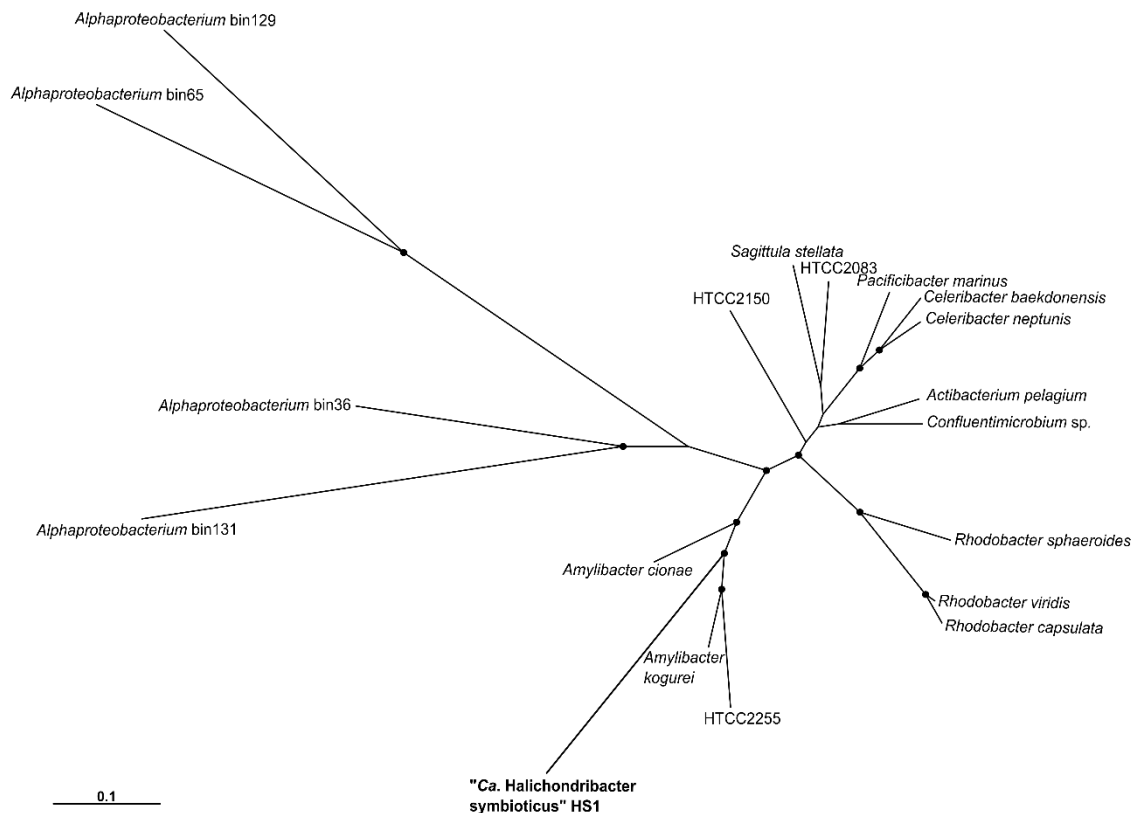 Alphaproteobacterium bin129
Alphaproteobacterium bin65
Sagittula stellata
HTCC2083
Pacificibacter marinus
HTCC2150
Celeribacter baekdonensis
Celeribacter neptunis
Actibacterium pelagium
Alphaproteobacterium bin36
Confluentimicrobium sp.
Alphaproteobacterium bin131
Rhodobacter sphaeroides
Amylibacter cionae
Rhodobacter viridis
Rhodobacter capsulata
Amylibacter
kogurei
HTCC2255
"Ca. Halichondribacter
symbioticus" HS1
0.1